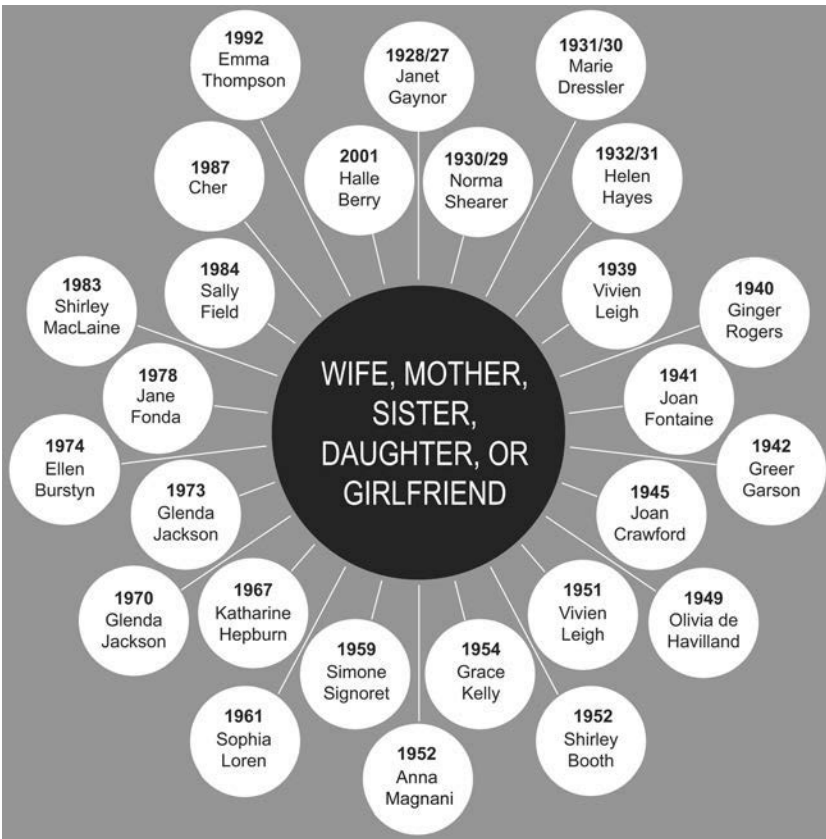 WIFE, MOTHER,
SISTER,
DAUGHTER, OR
GIRLFRIEND
1928/27
Janet
Gaynor
1930/29
Norma
Shearer
1931/30
Marie
Dressler
1932/31
Helen
Hayes
1939
Vivien
Leigh
1940
Ginger
Rogers
1941
Joan
Fontaine
1942
Greer
Garson
1945
Joan
Crawford
1949
Olivia de
Havilland
1951
Vivien
Leigh
1952
Shirley
Booth
1954
Grace
Kelly
1952
Anna
Magnani
1959
Simone
Signoret
1961
Sophia
Loren
1967
Katharine
Hepburn
1970
Glenda
Jackson
1973
Glenda
Jackson
1974
Ellen
Burstyn
1978
Jane
Fonda
1983
Shirley
MacLaine
1984
Sally
Field
1987
Cher
1992
Emma
Thompson
2001
Halle
Berry